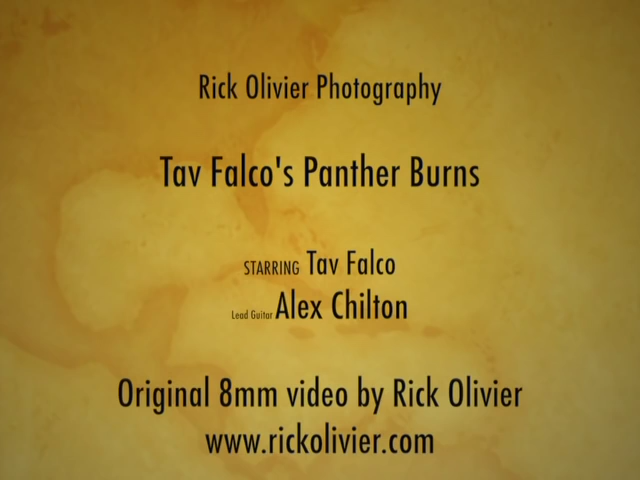 Rick Olivier Photography
Tav Falco's Panther Burns
STARRING Tav Falco
Lead Guitar Alex Chilton
Original 8mm video by Rick Olivier
www.rickolivier.com